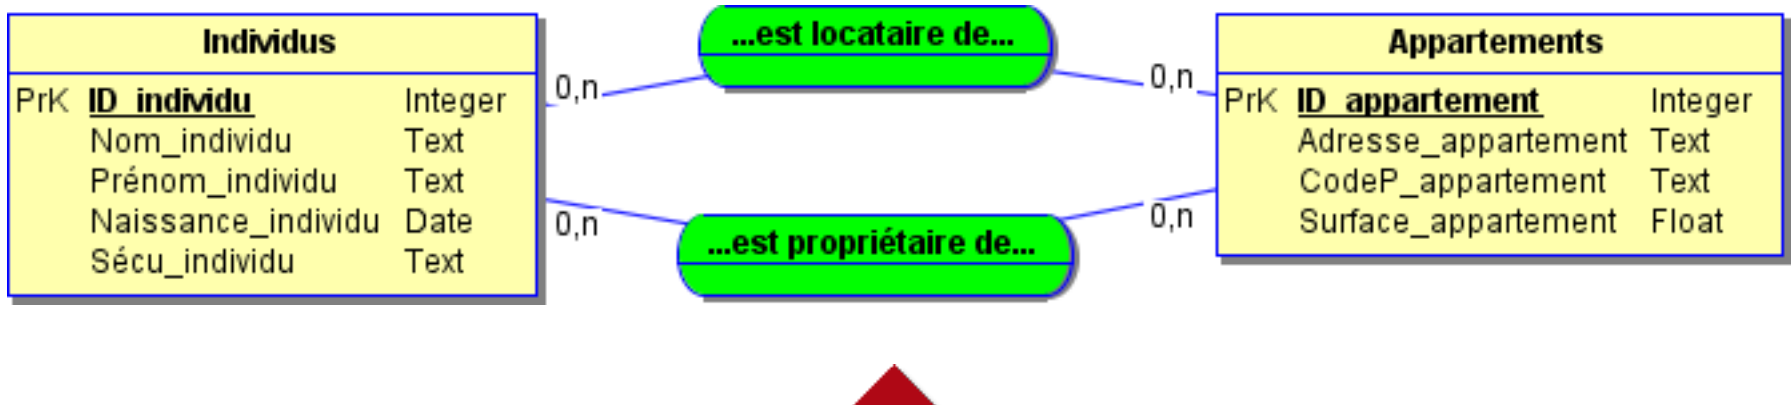 Individus
PrK ID_individu Integer
Nom_individu Text
Prénom_individu Text
Naissance_individu Date
Sécu_individu Text
...est locataire de...
0,n
0,n
...est propriétaire de...
0,n
0,n
Appartements
PrK ID_appartement Integer
Adresse_appartement Text
CodeP_appartement Text
Surface_appartement Float